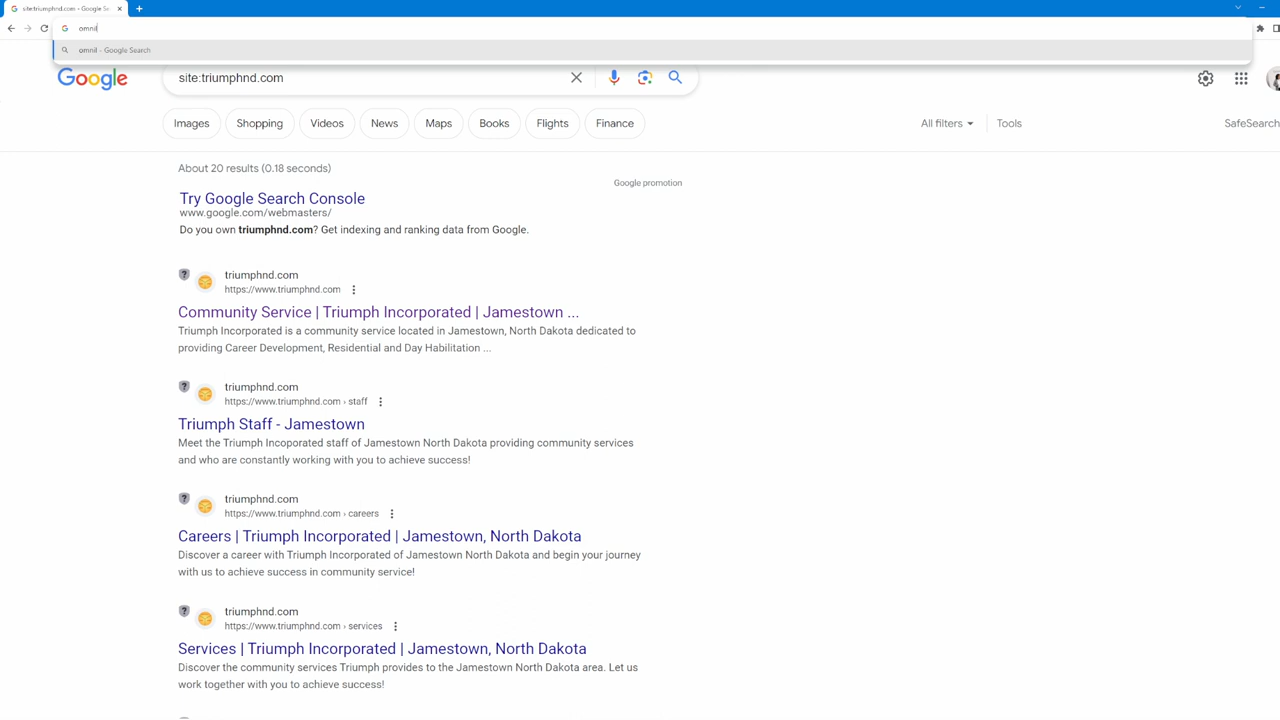 site:triumphnd.com - Google Se
omnil
omnil - Google Search
Google
site:triumphnd.com
Images
Shopping
Videos
News
Maps
Books
Flights
Finance
All filters
Tools
SafeSearch
About 20 results (0.18 seconds)
Google promotion
Try Google Search Console
www.google.com/webmasters/
Do you own triumphnd.com? Get indexing and ranking data from Google.
triumphnd.com
https://www.triumphnd.com
Community Service | Triumph Incorporated | Jamestown ...
Triumph Incorporated is a community service located in Jamestown, North Dakota dedicated to
providing Career Development, Residential and Day Habilitation ...
triumphnd.com
https://www.triumphnd.com › staff
Triumph Staff - Jamestown
Meet the Triumph Incoporated staff of Jamestown North Dakota providing community services
and who are constantly working with you to achieve success!
triumphnd.com
https://www.triumphnd.com › careers
Careers | Triumph Incorporated | Jamestown, North Dakota
Discover a career with Triumph Incorporated of Jamestown North Dakota and begin your journey
with us to achieve success in community service!
triumphnd.com
https://www.triumphnd.com › services
Services | Triumph Incorporated | Jamestown, North Dakota
Discover the community services Triumph provides to the Jamestown North Dakota area. Let us
work together with you to achieve success!